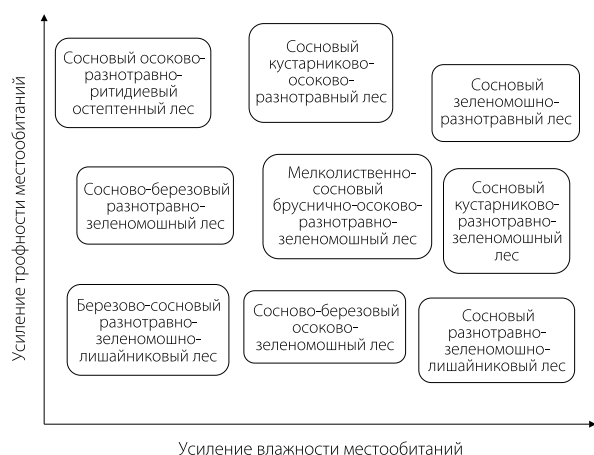 Усиление трофности местообитаний
Сосновый осоково-
разнотравно-
ритидиевый
остептенный лес
Сосновый
кустарниково-
осоково-
разнотравный лес
Сосновый
зеленомошно-
разнотравный лес
Сосново-березовый
разнотравно-
зеленомошный лес
Мелколиственно-
сосновый
бруснично-осоково-
разнотравно-
зеленомошный лес
Сосновый
кустарниково-
разнотравно-
зеленомошный
лес
Березово-сосновый
разнотравно-
зеленомошно-
лишайниковый лес
Сосново-березовый
осоково-
зеленомошный лес
Сосновый
разнотравно-
зеленомошно-
лишайниковый лес
Усиление влажности местообитаний